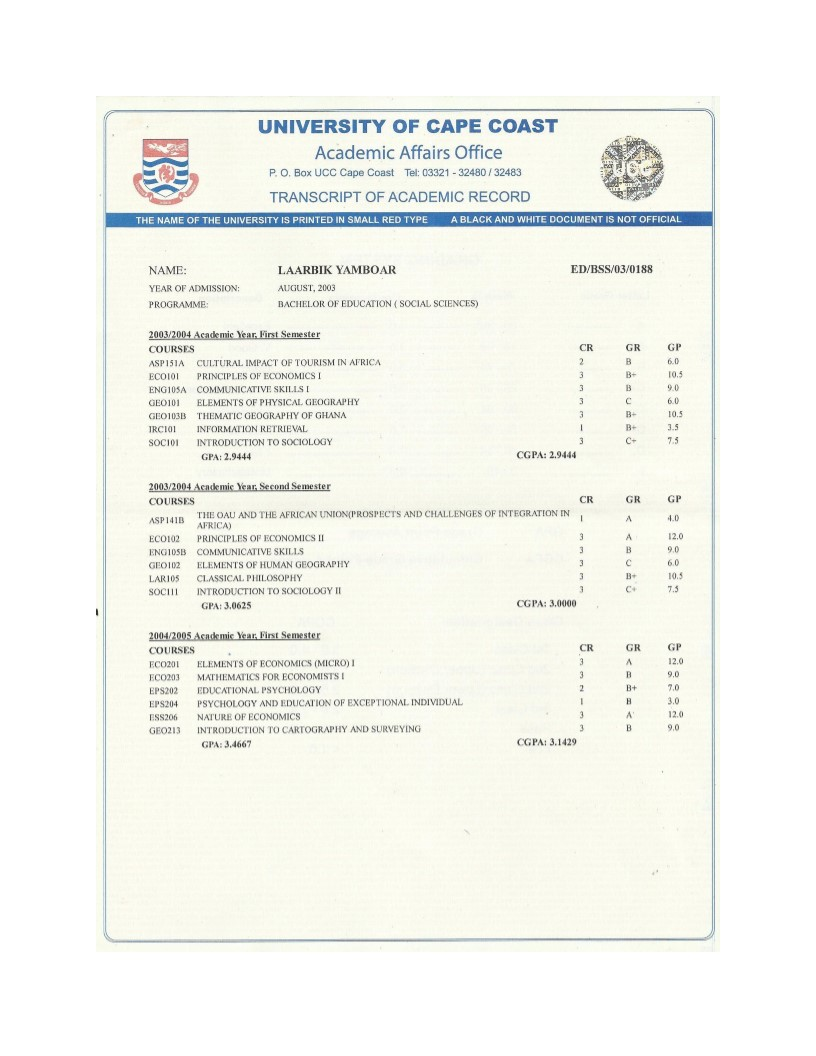 UNIVERSITY OF CAPE COAST
Academic Affairs Office
P. O. Box UCC Cape Coast Tel: 03321 - 32480 / 32483
TRANSCRIPT OF ACADEMIC RECORD
THE NAME OF THE UNIVERSITY IS PRINTED IN SMALL RED TYPE A BLACK AND WHITE DOCUMENT IS NOT OFFICIAL
NAME: LAARBIK YAMBOAR ED/BSS/03/0188
YEAR OF ADMISSION: AUGUST, 2003
PROGRAMME: BACHELOR OF EDUCATION ( SOCIAL SCIENCES)
2003/2004 Academic Year, First Semester
COURSES CR GR GP
ASP151A CULTURAL IMPACT OF TOURISM IN AFRICA 2 B 6.0
ECO101 PRINCIPLES OF ECONOMICS I 3 B+ 10.5
ENG105A COMMUNICATIVE SKILLS I 3 B 9.0
GEO101 ELEMENTS OF PHYSICAL GEOGRAPHY 3 C 6.0
GEO103B THEMATIC GEOGRAPHY OF GHANA 3 B+ 10.5
IRC101 INFORMATION RETRIEVAL 1 B+ 3.5
SOC101 INTRODUCTION TO SOCIOLOGY 3 C+ 7.5
GPA: 2.9444 CGPA: 2.9444
2003/2004 Academic Year, Second Semester
COURSES CR GR GP
ASP141B THE OAU AND THE AFRICAN UNION(PROSPECTS AND CHALLENGES OF INTEGRATION IN AFRICA) 1 A 4.0
ECO102 PRINCIPLES OF ECONOMICS II 3 A 12.0
ENG105B COMMUNICATIVE SKILLS 3 B 9.0
GEO102 ELEMENTS OF HUMAN GEOGRAPHY 3 C 6.0
LAR105 CLASSICAL PHILOSOPHY 3 B+ 10.5
SOC111 INTRODUCTION TO SOCIOLOGY II 3 C+ 7.5
GPA: 3.0625 CGPA: 3.0000
2004/2005 Academic Year, First Semester
COURSES CR GR GP
ECO201 ELEMENTS OF ECONOMICS (MICRO) I 3 A 12.0
ECO203 MATHEMATICS FOR ECONOMISTS I 3 B 9.0
EPS202 EDUCATIONAL PSYCHOLOGY 2 B+ 7.0
EPS204 PSYCHOLOGY AND EDUCATION OF EXCEPTIONAL INDIVIDUAL 1 B 3.0
ESS206 NATURE OF ECONOMICS 3 A 12.0
GEO213 INTRODUCTION TO CARTOGRAPHY AND SURVEYING 3 B 9.0
GPA: 3.4667 CGPA: 3.1429